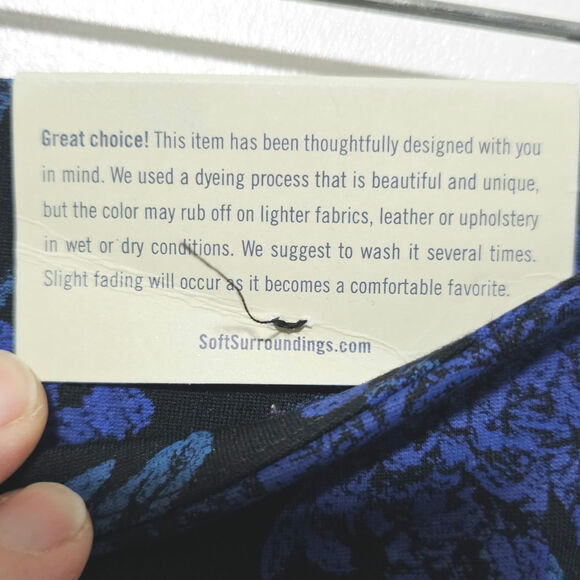 Great choice! This item has been thoughtfully designed with you
in mind. We used a dyeing process that is beautiful and unique,
but the color may rub off on lighter fabrics, leather or upholstery
in wet or dry conditions. We suggest to wash it several times.
Slight fading will occur as it becomes a comfortable favorite.
SoftSurroundings.com